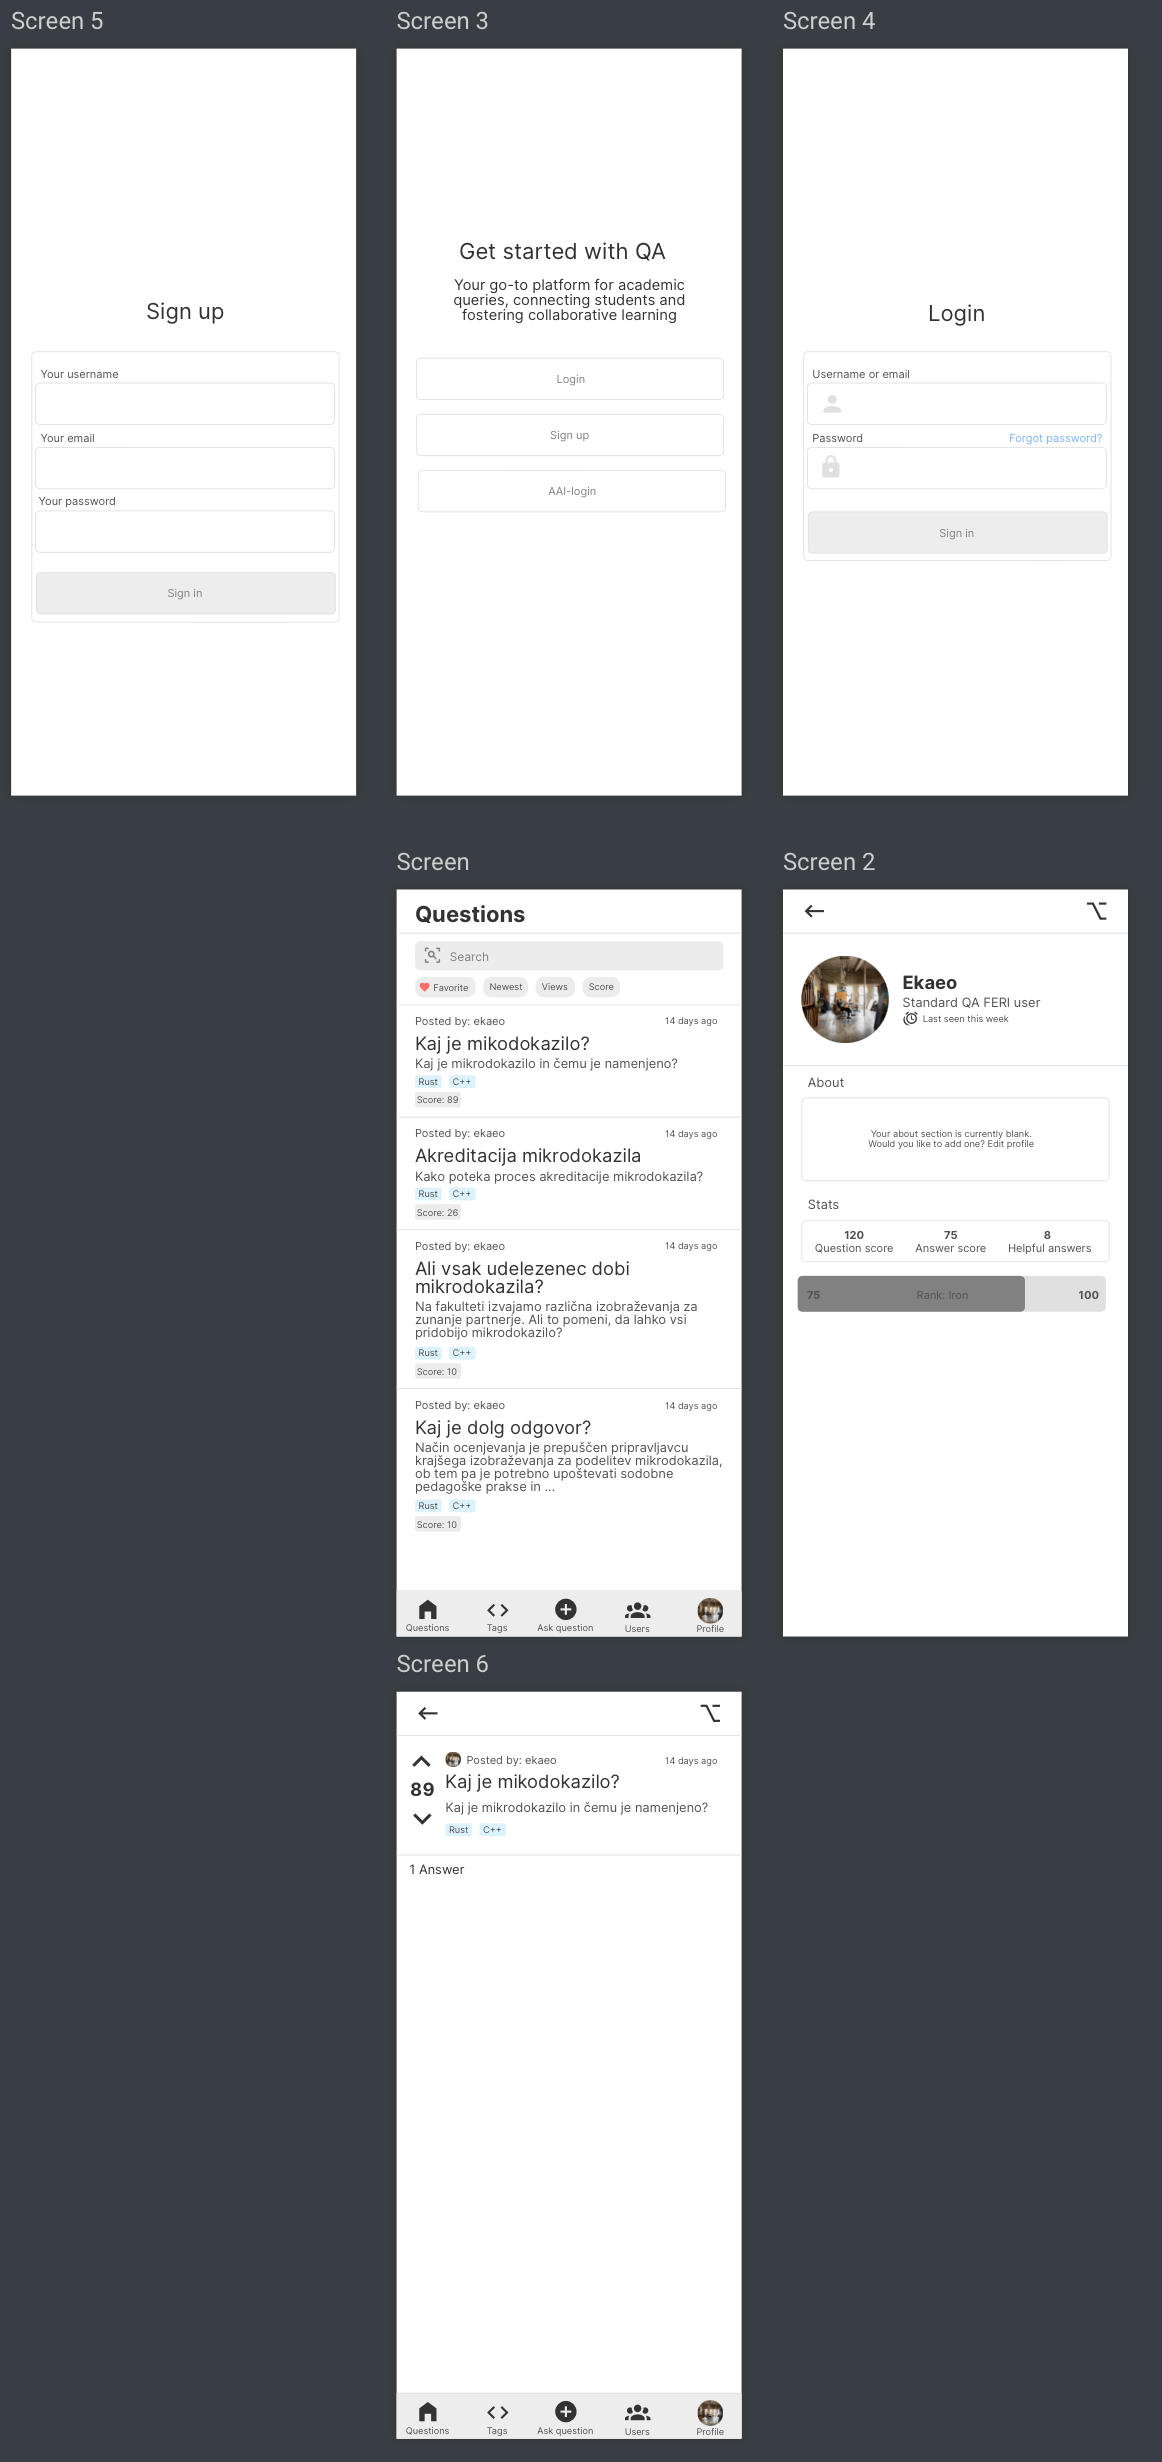 Screen 5
Sign up
Your username
Your email
Your password
Sign in
Screen 3
Get started with QA
Your go-to platform for academic
queries, connecting students and
fostering collaborative learning
Login
Sign up
AAI-login
Screen 4
Login
Username or email
Password
Forgot password?
Sign in
Screen
Questions
Search
Favorite
Newest
Views
Score
Posted by: ekaeo
14 days ago
Kaj je mikodokazilo?
Kaj je mikrodokazilo in čemu je namenjeno?
Rust
C++
Score: 89
Posted by: ekaeo
14 days ago
Akreditacija mikrodokazila
Kako poteka proces akreditacije mikrodokazila?
Rust
C++
Score: 26
Posted by: ekaeo
14 days ago
Ali vsak udelezenec dobi
mikrodokazila?
Na fakulteti izvajamo različna izobraževanja za
zunanje partnerje. Ali to pomeni, da lahko vsi
pridobijo mikrodokazilo?
Rust
C++
Score: 10
Posted by: ekaeo
14 days ago
Kaj je dolg odgovor?
Način ocenjevanja je prepuščen pripravljavcu
krajšega izobraževanja za podelitev mikrodokazila,
ob tem pa je potrebno upoštevati sodobne
pedagoške prakse in ...
Rust
C++
Score: 10
Questions
Tags
Ask question
Users
Profile
Screen 2
Ekaeo
Standard QA FERI user
Last seen this week
About
Your about section is currently blank.
Would you like to add one? Edit profile
Stats
120
Question score
75
Answer score
8
Helpful answers
75
Rank: Iron
100
Screen 6
Posted by: ekaeo
14 days ago
89
Kaj je mikodokazilo?
Kaj je mikrodokazilo in čemu je namenjeno?
Rust
C++
1 Answer
Questions
Tags
Ask question
Users
Profile